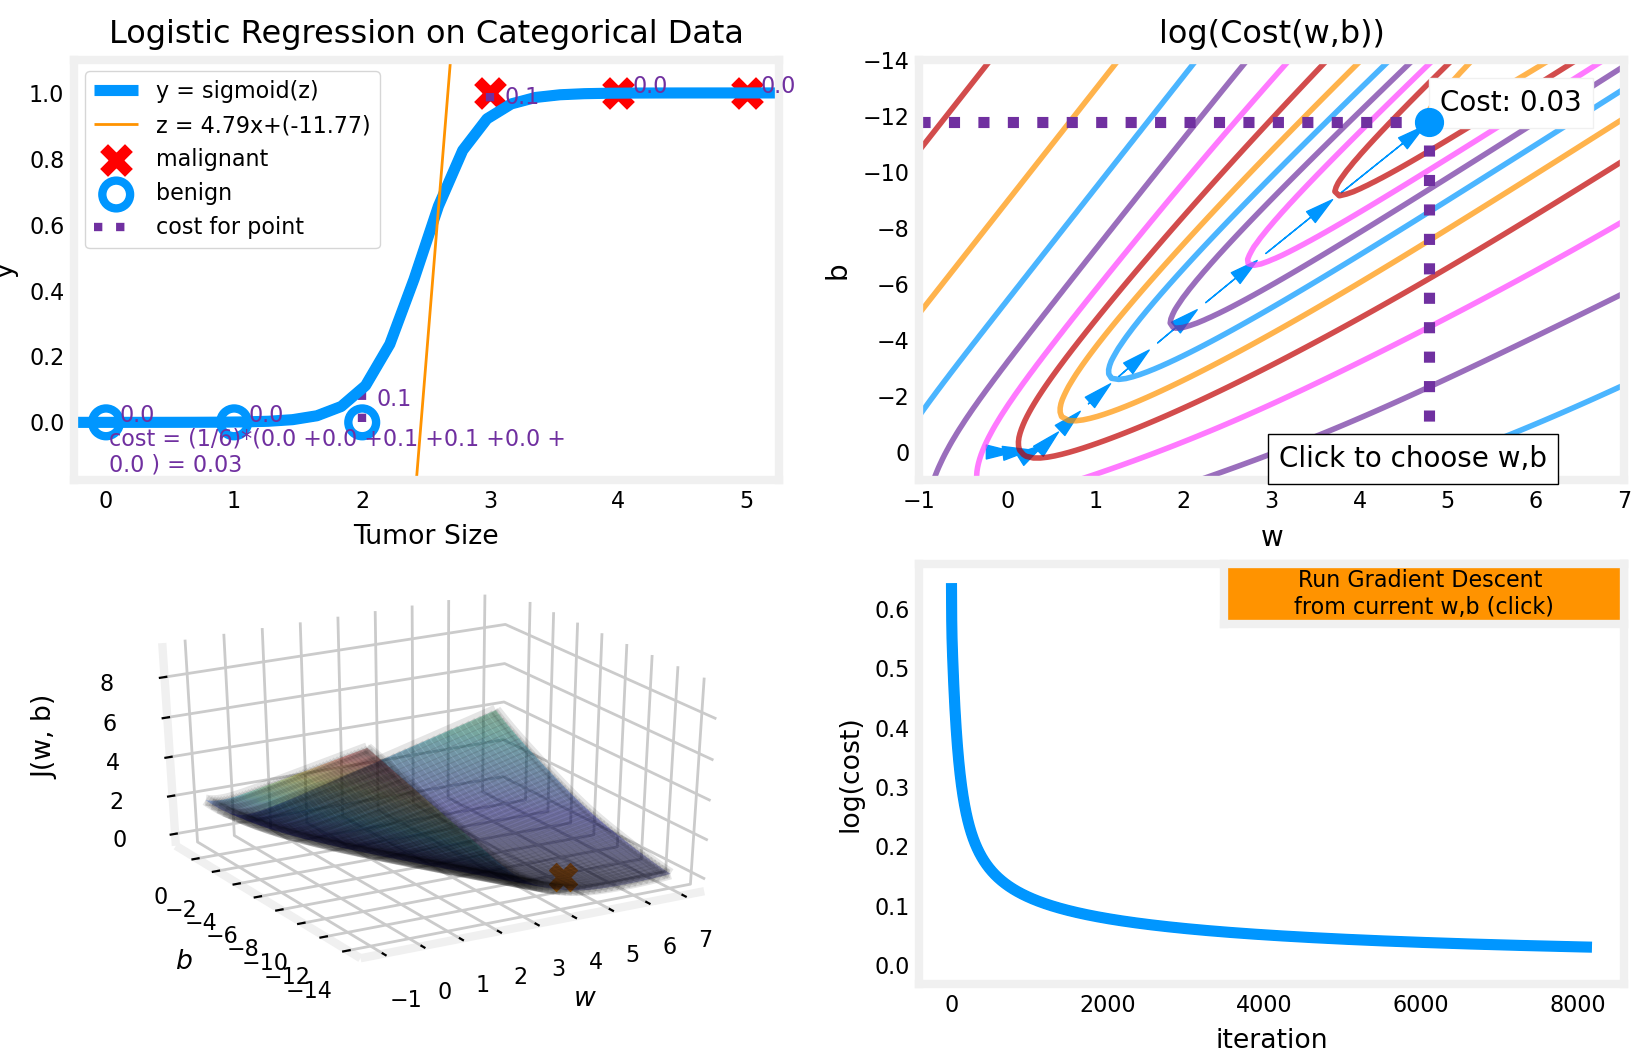 Logistic Regression on Categorical Data
y = sigmoid(z)
z = 4.79x+(-11.77)
malignant
benign
cost for point
1.0
0.8
0.6
0.4
0.2
0.0
y
0.0
0.0
0.1
0.1
0.0
0.0
cost = (1/6)*(0.0 +0.0 +0.1 +0.1 +0.0 +
0.0 ) = 0.03
0 1 2 3 4 5
Tumor Size
log(Cost(w,b))
−14
−12
−10
−8
−6
−4
−2
0
b
Cost: 0.03
Click to choose w,b
−1 0 1 2 3 4 5 6 7
w
J(w, b)
8
6
4
2
0
0
−2
−4
−6
−8
−10
−12
−14
b
−1 0 1 2 3 4 5 6 7
w
Run Gradient Descent
from current w,b (click)
log(cost)
0.6
0.5
0.4
0.3
0.2
0.1
0.0
0 2000 4000 6000 8000
iteration